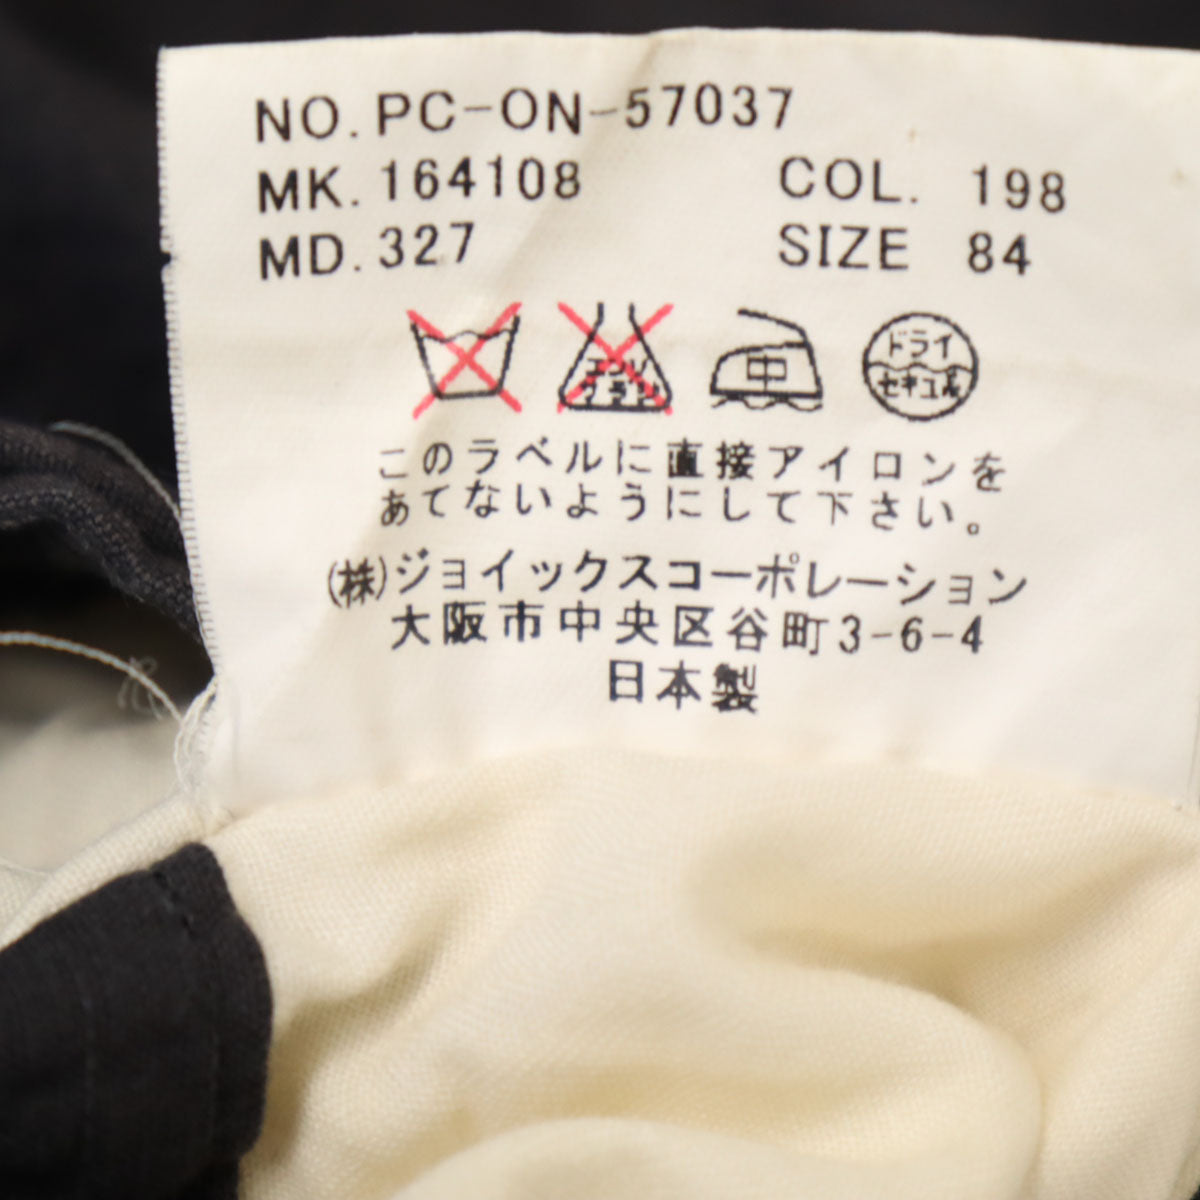 NO. PC-ON-57037
MK. 164108 COL. 198
MD. 327 SIZE 84
エンソ 中 ドライ
サラシ セキユ系
このラベルに直接アイロンを
あてないようにして下さい。
(株)ジョイックスコーポレーション
大阪市中央区谷町3-6-4
日本製